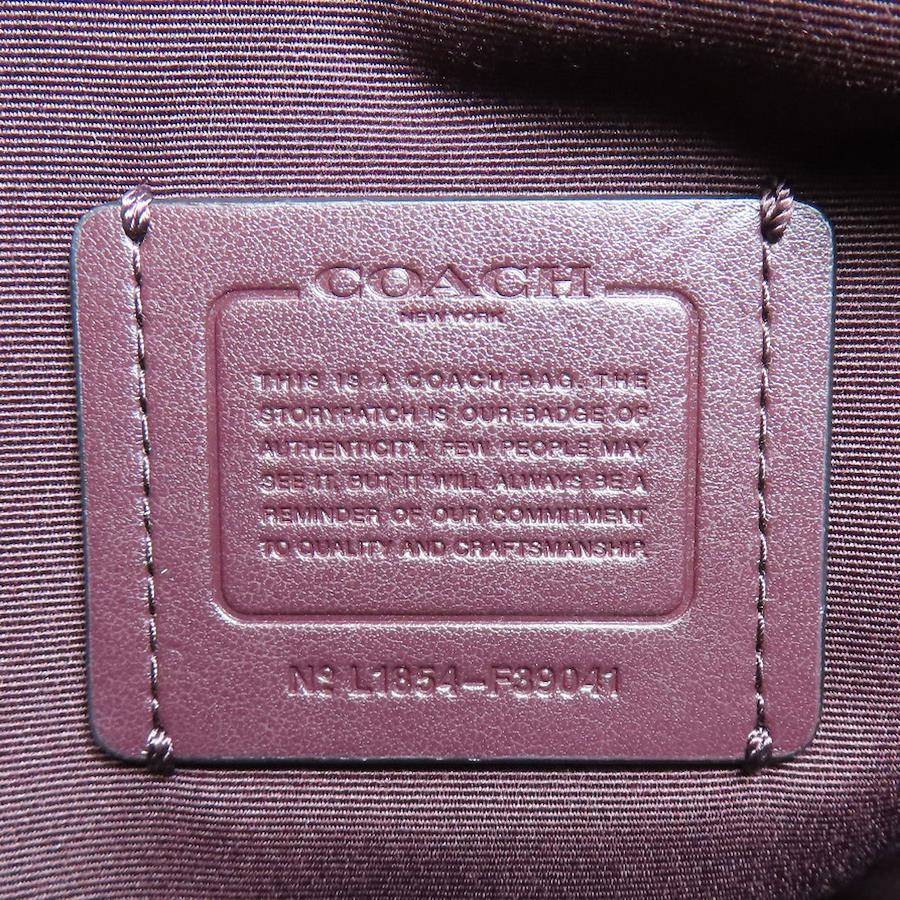 COACH
NEW YORK
THIS IS A COACH BAG. THE
STORYPATCH IS OUR BADGE OF
AUTHENTICITY. FEW PEOPLE MAY
SEE IT, BUT IT WILL ALWAYS BE A
REMINDER OF OUR COMMITMENT
TO QUALITY AND CRAFTSMANSHIP.
Nº L1854-F39041